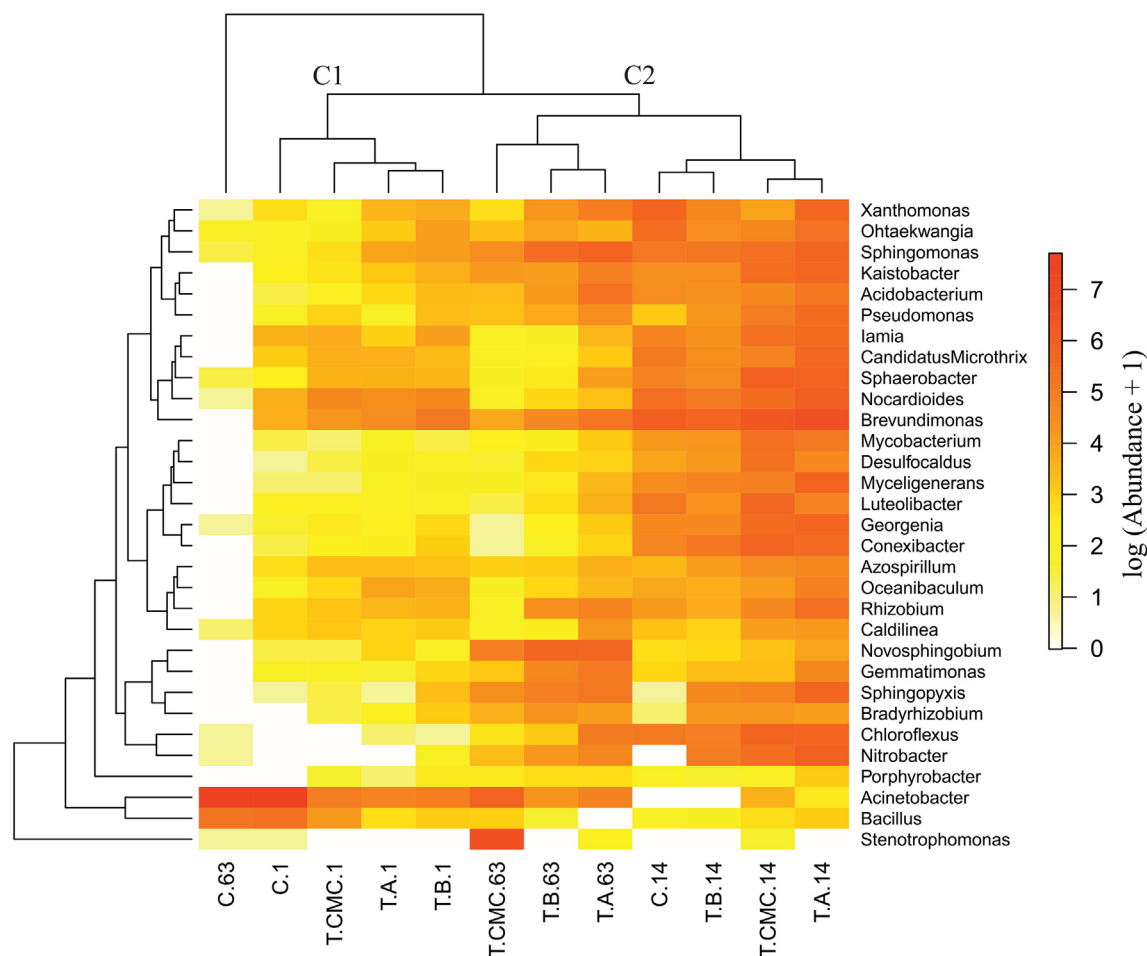 C1
C2
Xanthomonas
Ohtaekwangia
Sphingomonas
Kaistobacter
Acidobacterium
Pseudomonas
Iamia
CandidatusMicrothrix
Sphaerobacter
Nocardioides
Brevundimonas
Mycobacterium
Desulfocaldus
Myceligenerans
Luteolibacter
Georgenia
Conexibacter
Azospirillum
Oceanibaculum
Rhizobium
Caldilinea
Novosphingobium
Gemmatimonas
Sphingopyxis
Bradyrhizobium
Chloroflexus
Nitrobacter
Porphyrobacter
Acinetobacter
Bacillus
Stenotrophomonas
C.63
C.1
T.CMC.1
T.A.1
T.B.1
T.CMC.63
T.B.63
T.A.63
C.14
T.B.14
T.CMC.14
T.A.14
7
6
5
4
3
2
1
0
log (Abundance + 1)